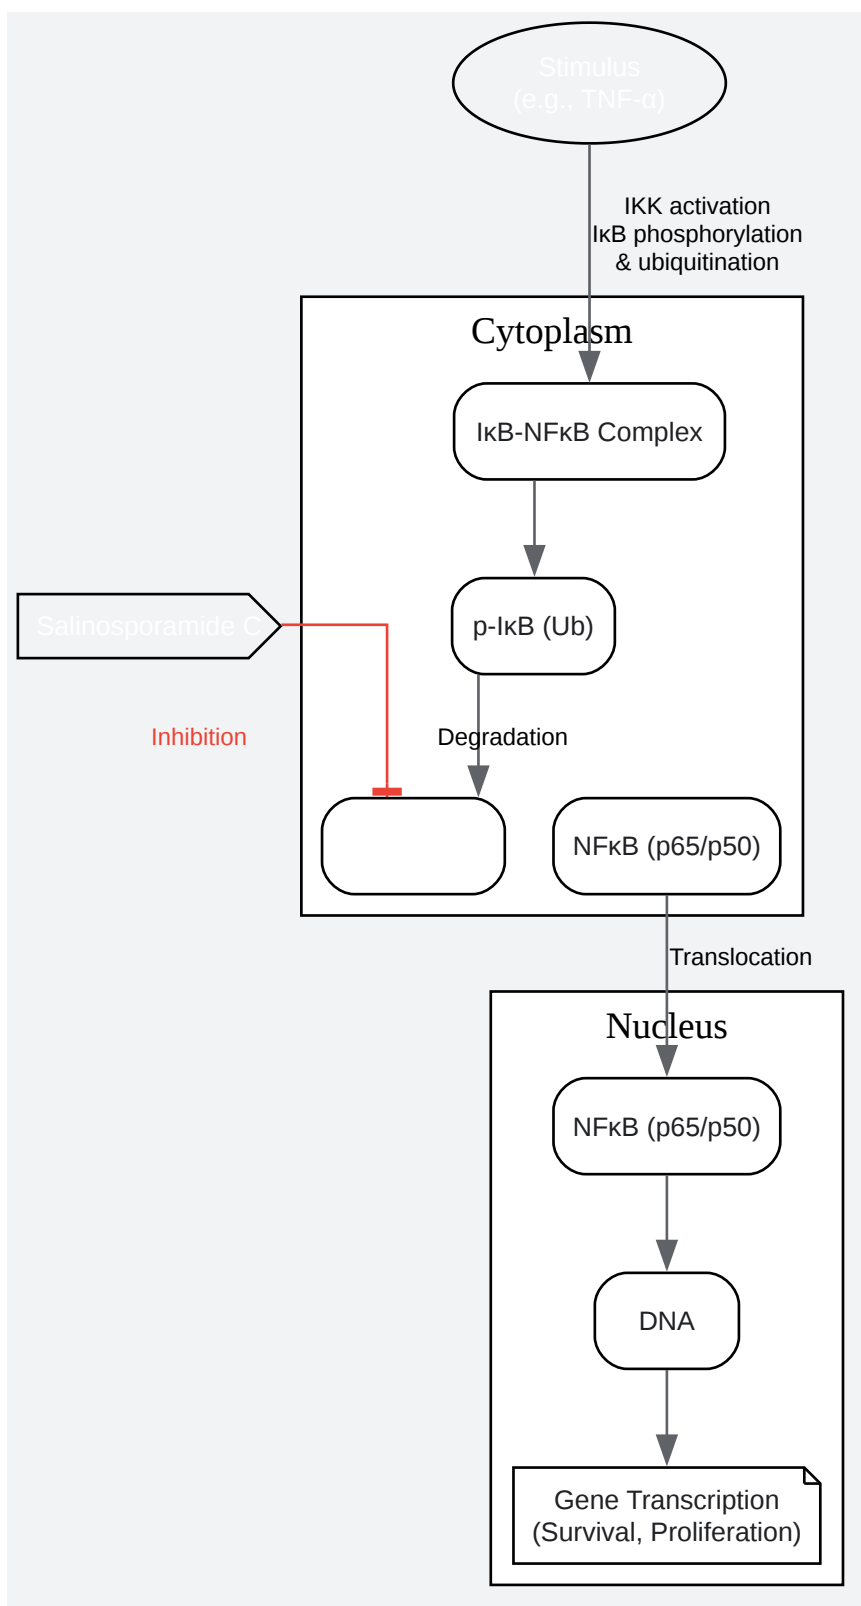 Stimulus
(e.g., TNF-α)
IKK activation
IκB phosphorylation
& ubiquitination
Cytoplasm
IκB-NFκB Complex
Salinosporamide C
p-IκB (Ub)
Inhibition
Degradation
NFκB (p65/p50)
Translocation
Nucleus
NFκB (p65/p50)
DNA
Gene Transcription
(Survival, Proliferation)